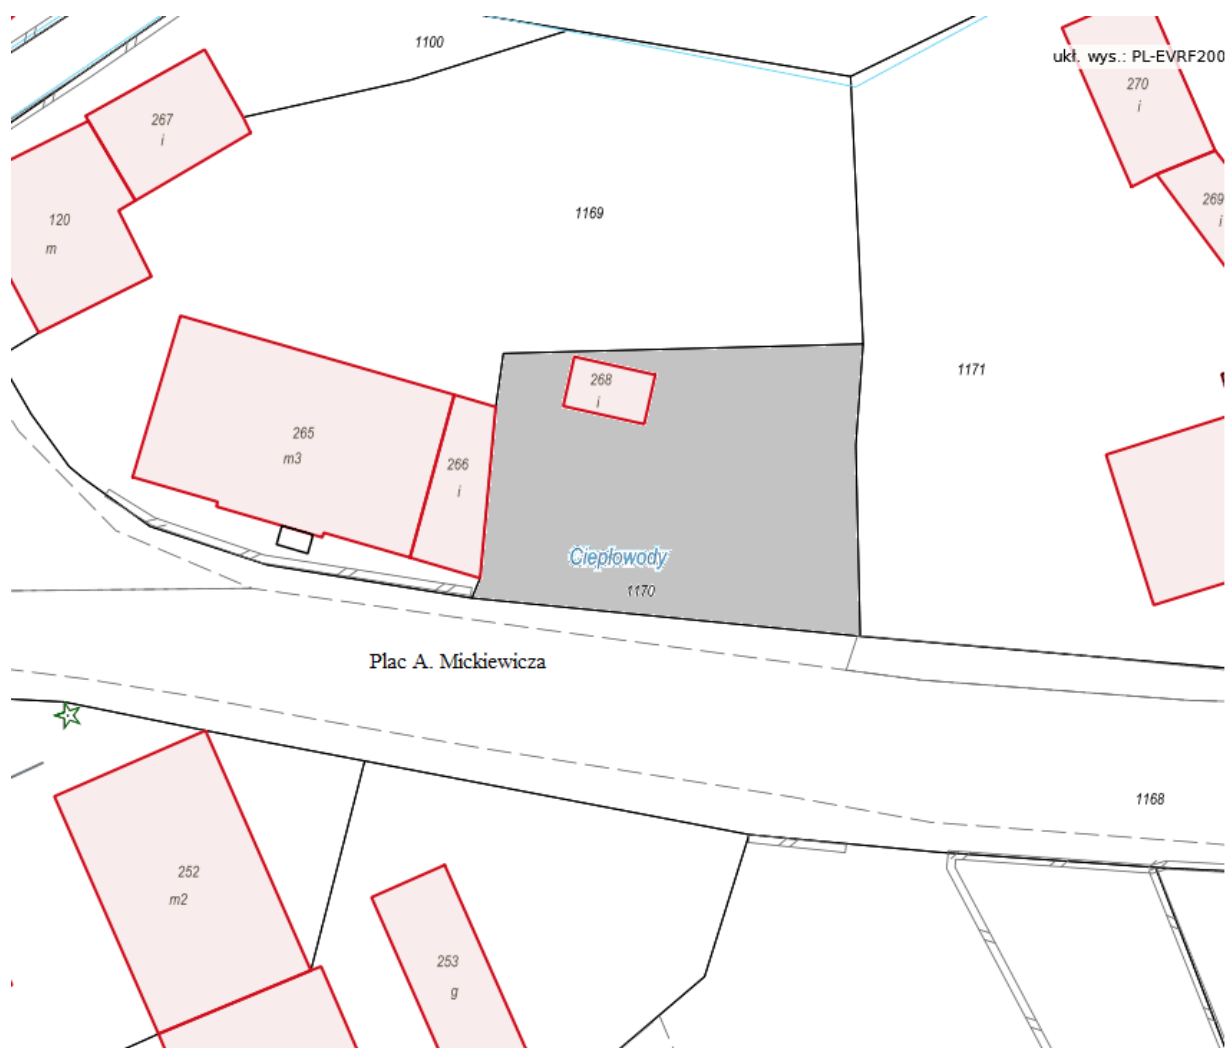 1100
ukł. wys.: PL-EVRF200
270
i
267
i
269
i
120
m
1169
1171
268
i
265
m3
266
i
Ciepłowody
1170
Plac A. Mickiewicza
1168
252
m2
253
g